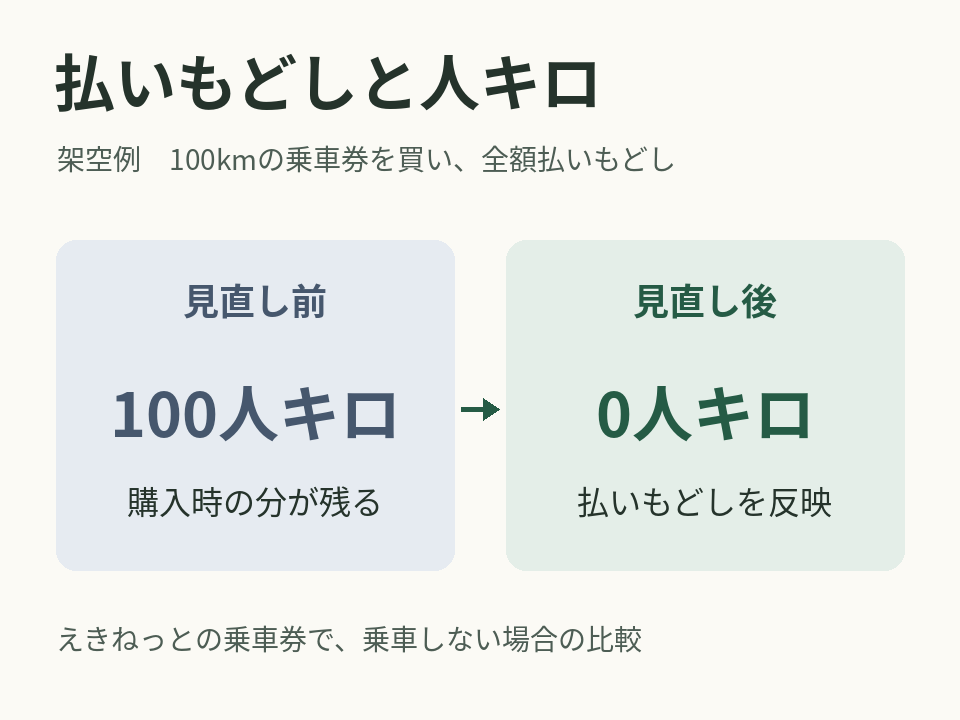 払いもどしと人キロ
架空例　100kmの乗車券を買い、全額払いもどし
見直し前
100人キロ
購入時の分が残る
見直し後
0人キロ
払いもどしを反映
えきねっとの乗車券で、乗車しない場合の比較